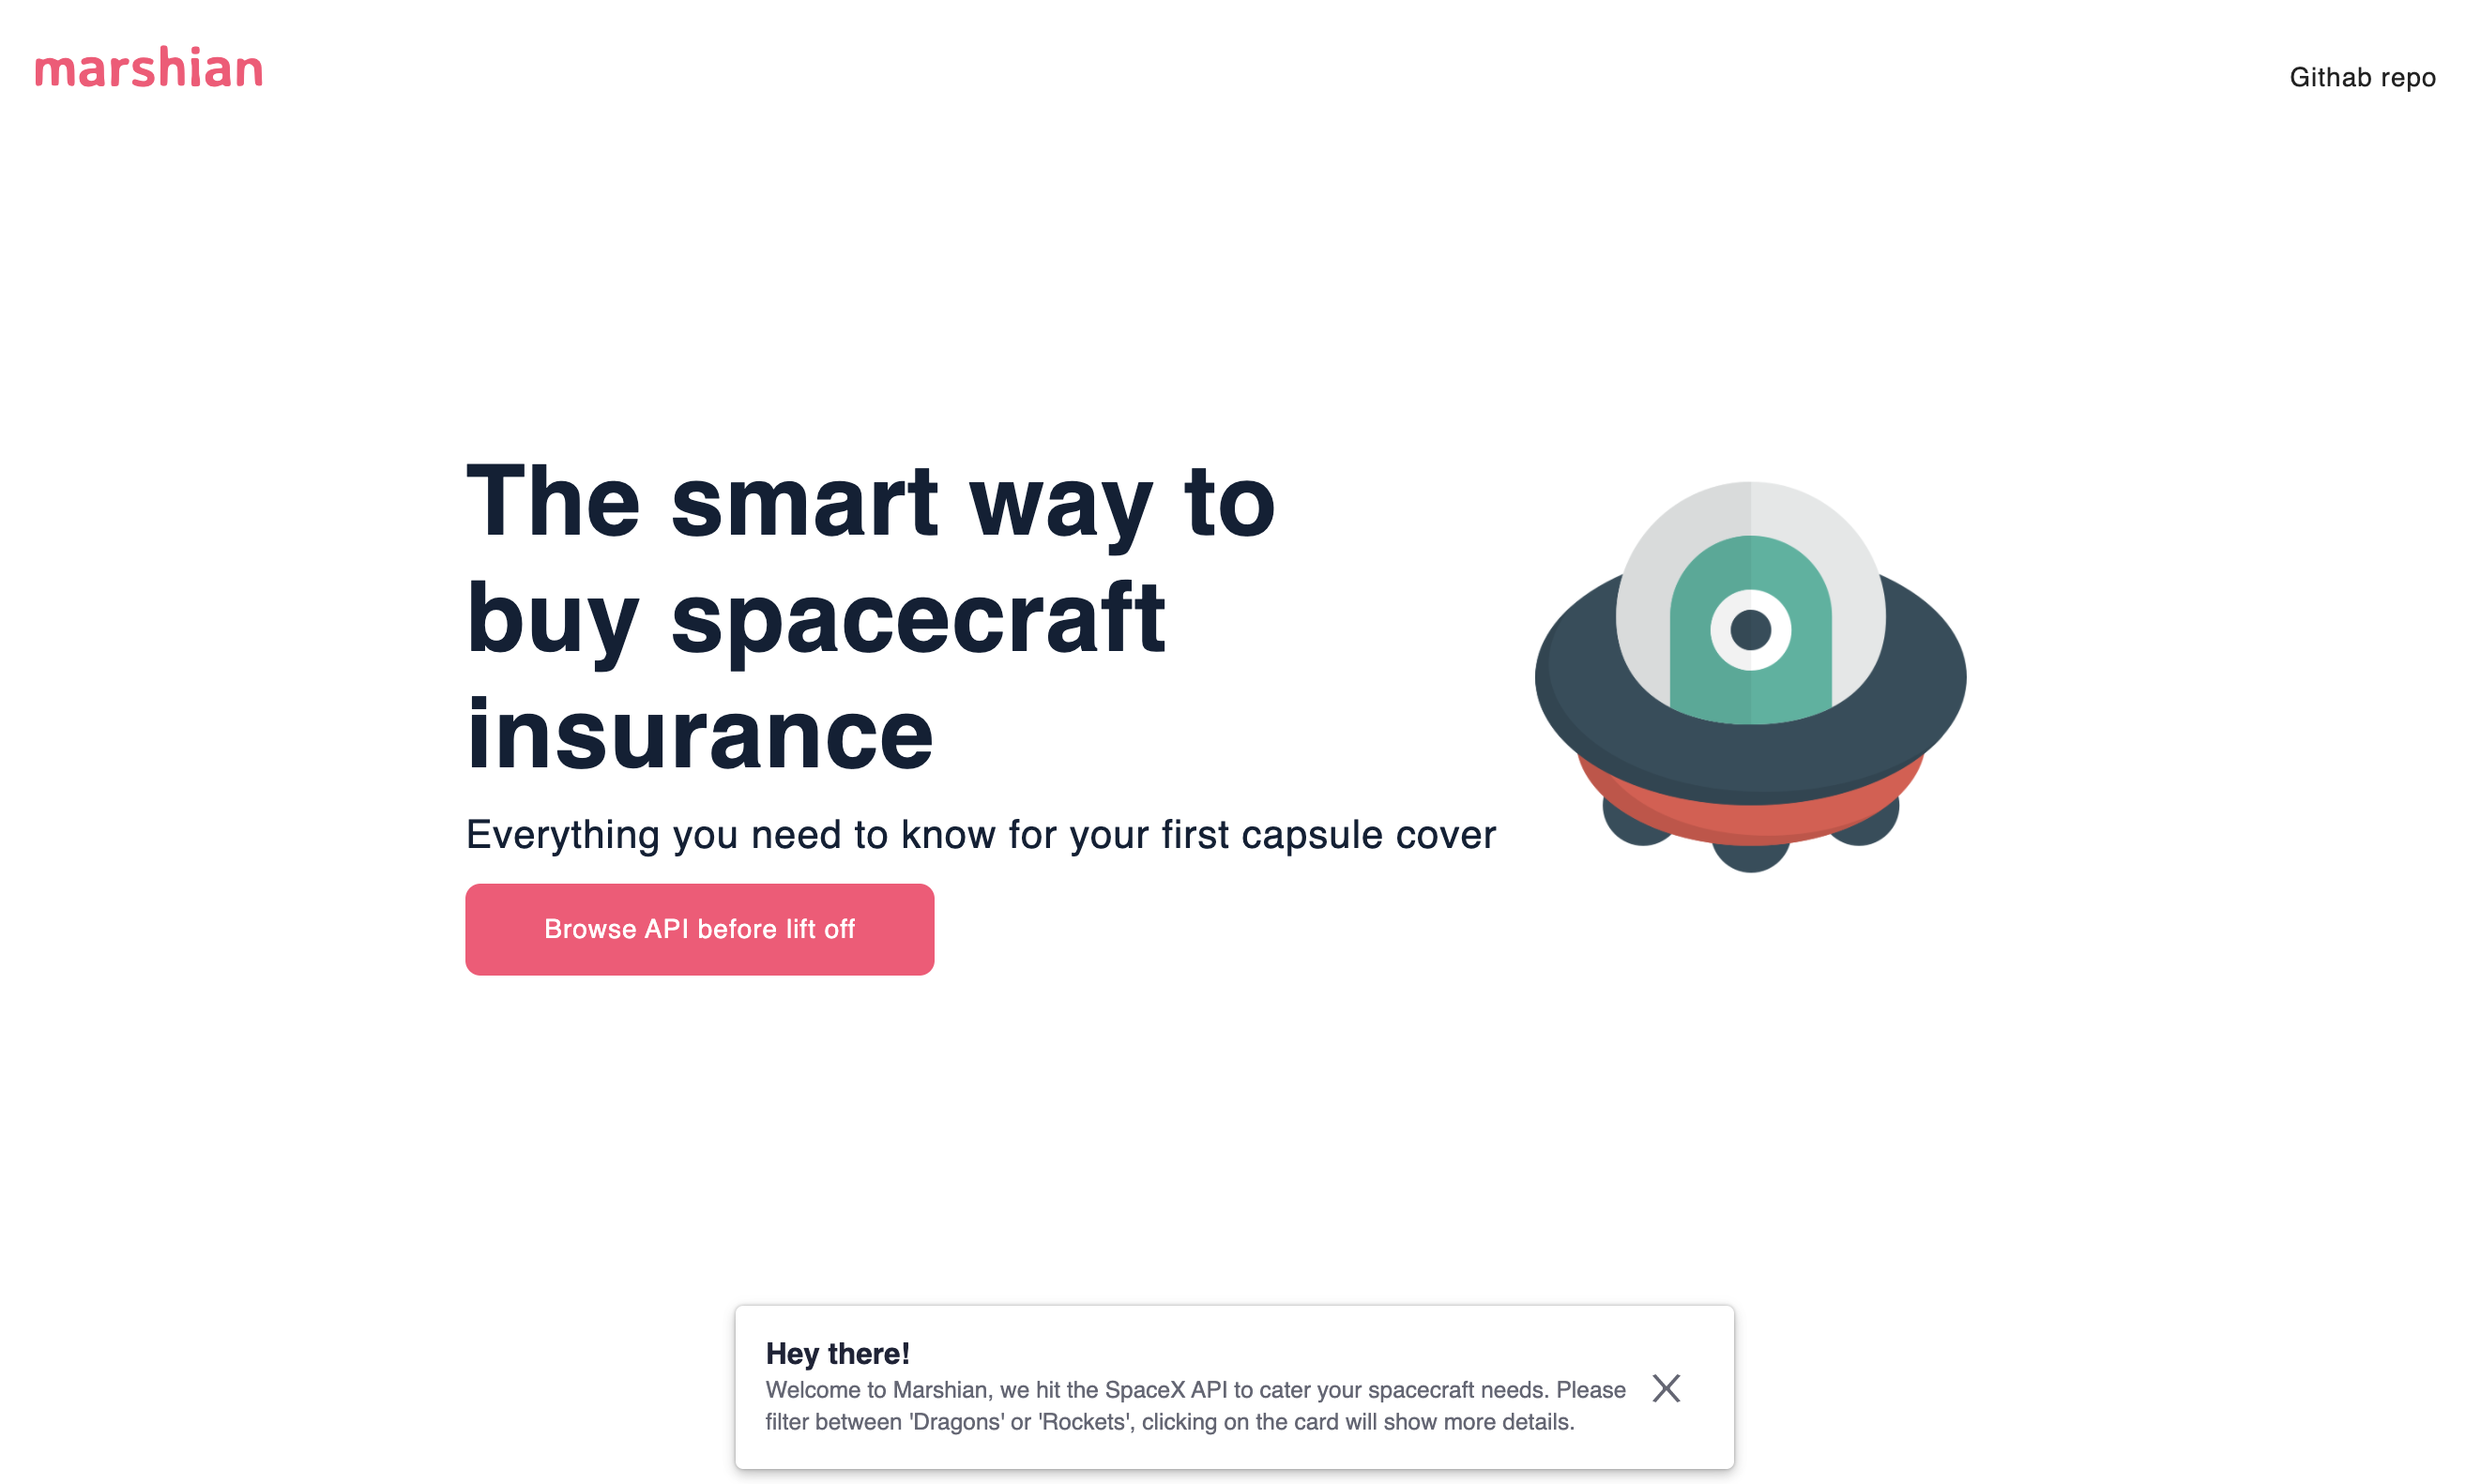 marshian
Githab repo
The smart way to
buy spacecraft
insurance
Everything you need to know for your first capsule cover
Browse API before lift off
Hey there!
Welcome to Marshian, we hit the SpaceX API to cater your spacecraft needs. Please
filter between 'Dragons' or 'Rockets', clicking on the card will show more details.